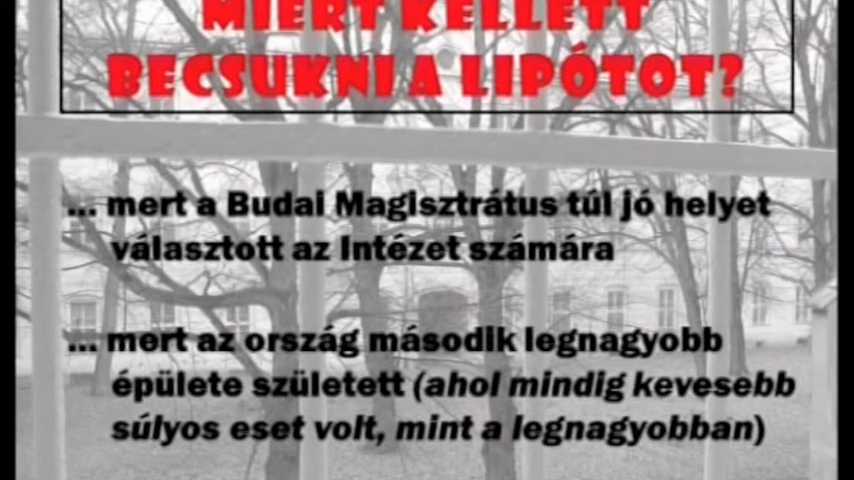 MIÉRT KELLETT
BECSUKNI A LIPÓTOT?
... mert a Budai Magisztrátus túl jó helyet
választott az Intézet számára
... mert az ország második legnagyobb
épülete született (ahol mindig kevesebb
súlyos eset volt, mint a legnagyobban)